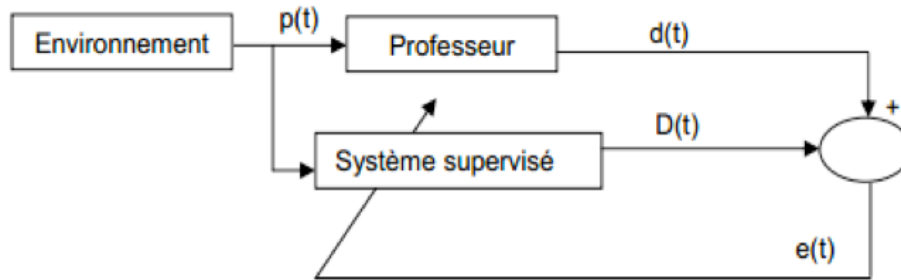 p(t)
Environnement
Professeur
d(t)
+
D(t)
Système supervisé
e(t)